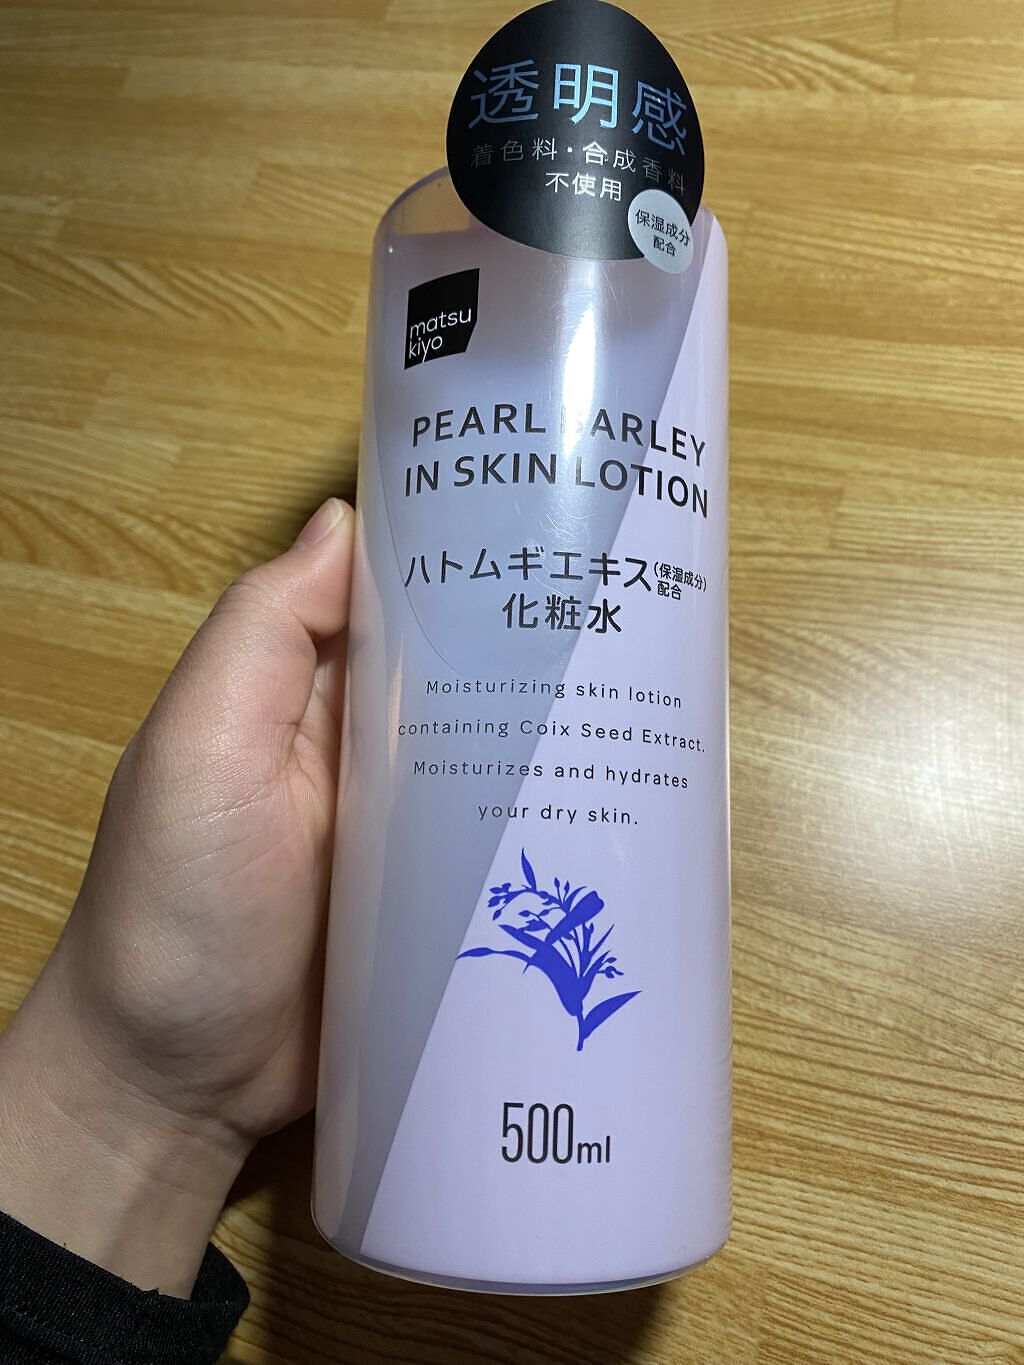 透明感
着色料・合成香料
不使用
保湿成分
配合
matsu
kiyo
PEARL BARLEY
IN SKIN LOTION
ハトムギエキス(保湿成分)
配合
化粧水
Moisturizing skin lotion
containing Coix Seed Extract.
Moisturizes and hydrates
your dry skin.
500ml